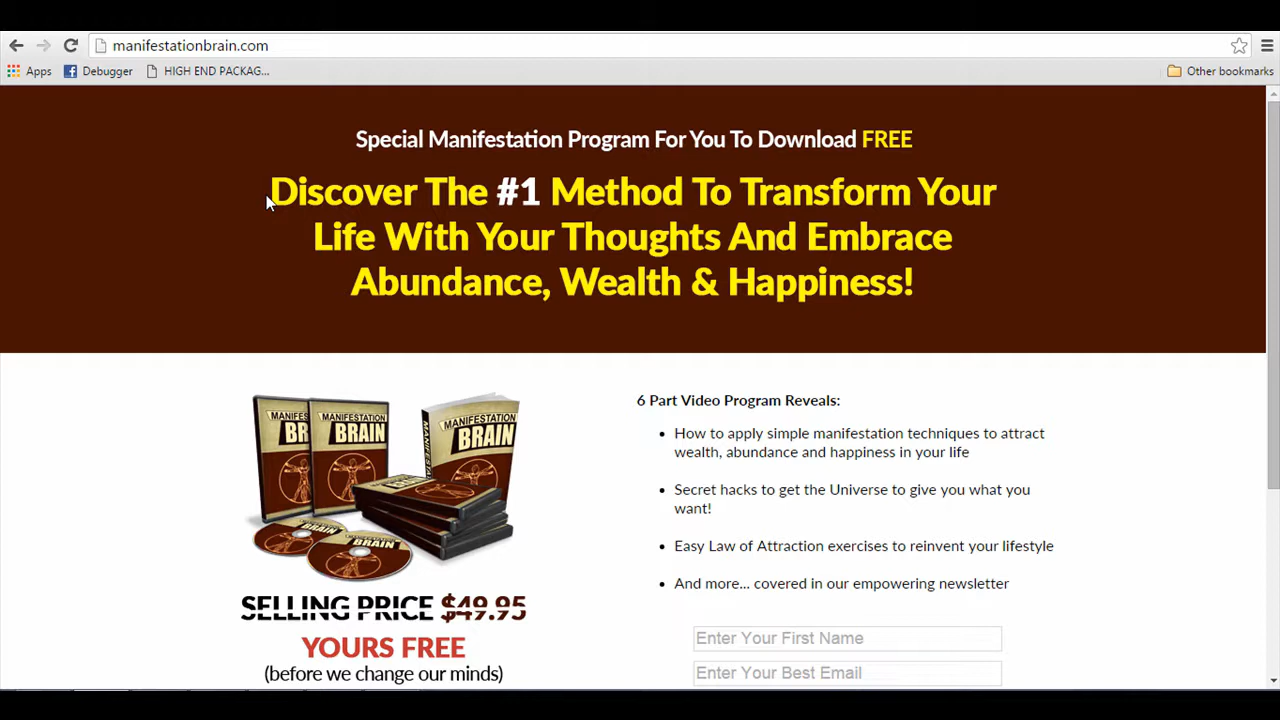 manifestationbrain.com
Apps Debugger HIGH END PACKAG... Other bookmarks
Special Manifestation Program For You To Download FREE
Discover The #1 Method To Transform Your
Life With Your Thoughts And Embrace
Abundance, Wealth & Happiness!
MANIFES
BR
MANIFESTATION
BRAIN
MANIFESTA
MANIFESTATION
BRAIN
BRAIN
BRAIN
SELLING PRICE $49.95
YOURS FREE
(before we change our minds)
6 Part Video Program Reveals:
How to apply simple manifestation techniques to attract
wealth, abundance and happiness in your life
Secret hacks to get the Universe to give you what you
want!
Easy Law of Attraction exercises to reinvent your lifestyle
And more... covered in our empowering newsletter
Enter Your First Name
Enter Your Best Email